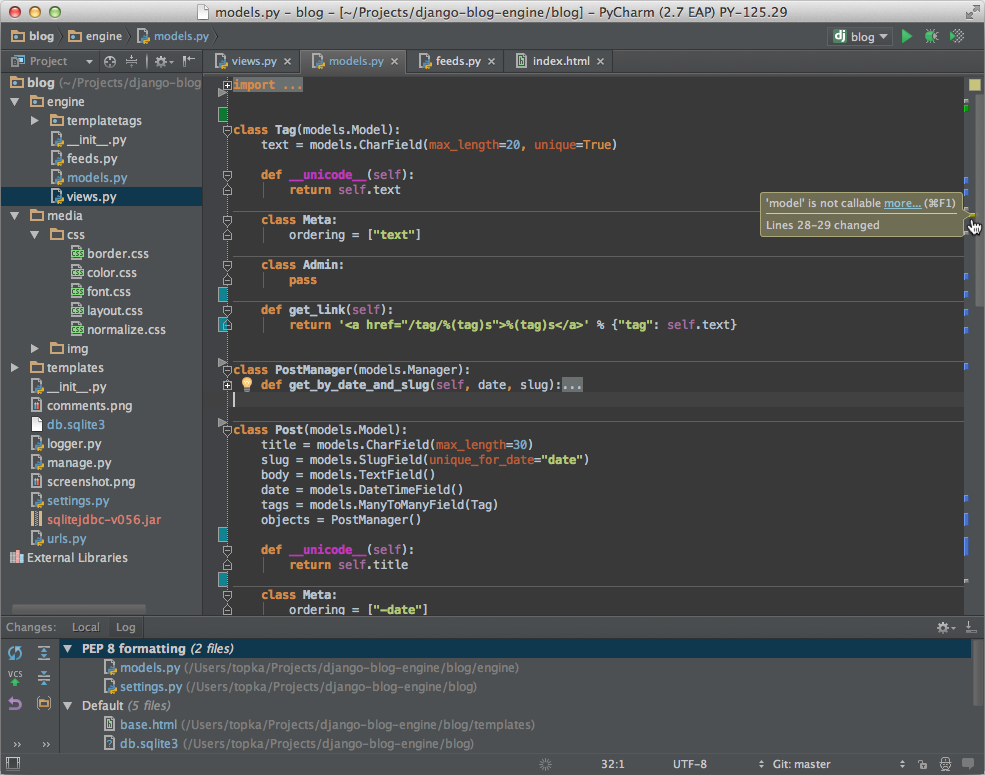 models.py – blog – [~/Projects/django-blog-engine/blog] – PyCharm (2.7 EAP) PY-125.29
blog engine models.py
dj blog
Project
views.py models.py feeds.py index.html
blog (~/Projects/django-blog
engine
templatetags
__init__.py
feeds.py
models.py
views.py
media
css
border.css
color.css
font.css
layout.css
normalize.css
img
templates
__init__.py
comments.png
db.sqlite3
logger.py
manage.py
screenshot.png
settings.py
sqlitejdbc-v056.jar
urls.py
External Libraries
import ...
class Tag(models.Model):
text = models.CharField(max_length=20, unique=True)
def __unicode__(self):
return self.text
class Meta:
ordering = ["text"]
class Admin:
pass
def get_link(self):
return '<a href="/tag/%(tag)s">%(tag)s</a>' % {"tag": self.text}
class PostManager(models.Manager):
def get_by_date_and_slug(self, date, slug):...
class Post(models.Model):
title = models.CharField(max_length=30)
slug = models.SlugField(unique_for_date="date")
body = models.TextField()
date = models.DateTimeField()
tags = models.ManyToManyField(Tag)
objects = PostManager()
def __unicode__(self):
return self.title
class Meta:
ordering = ["-date"]
'model' is not callable more... (⌘F1)
Lines 28–29 changed
Changes: Local Log
VCS
PEP 8 formatting (2 files)
models.py (/Users/topka/Projects/django-blog-engine/blog/engine)
settings.py (/Users/topka/Projects/django-blog-engine/blog)
Default (5 files)
base.html (/Users/topka/Projects/django-blog-engine/blog/templates)
db.sqlite3 (/Users/topka/Projects/django-blog-engine/blog)
32:1 UTF-8 Git: master